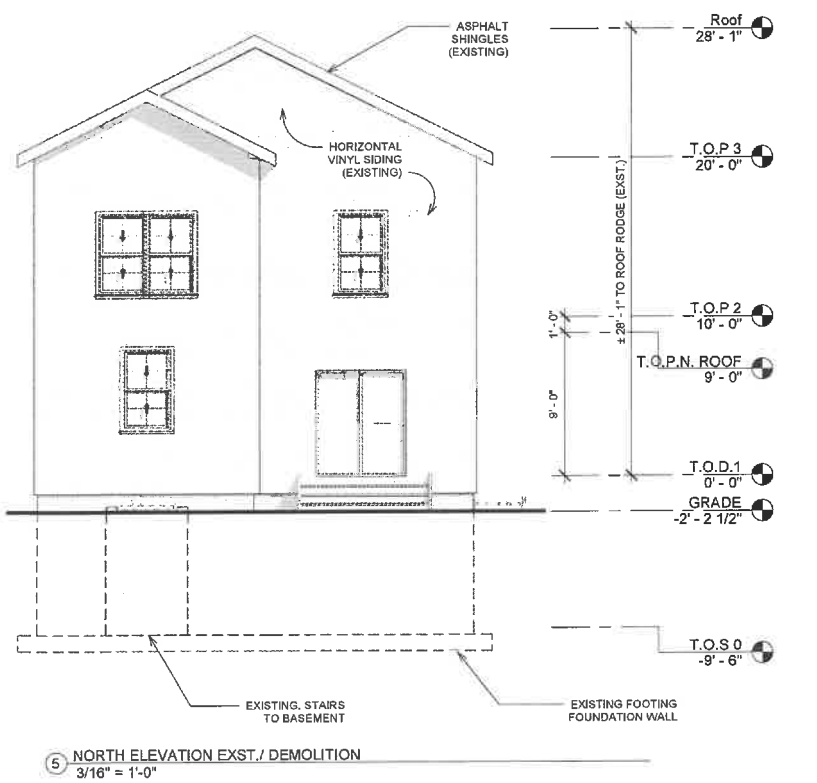 ASPHALT
SHINGLES
(EXISTING)
Roof
28' - 1"
HORIZONTAL
VINYL SIDING
(EXISTING)
T.O.P 3
20' - 0"
± 28' - 1" TO ROOF RODGE (EXST.)
T.O.P 2
10' - 0"
1' - 0"
T.O.P.N. ROOF
9' - 0"
9' - 0"
T.O.D.1
0' - 0"
GRADE
-2' - 2 1/2"
T.O.S 0
-9' - 6"
EXISTING. STAIRS
TO BASEMENT
EXISTING FOOTING
FOUNDATION WALL
5 NORTH ELEVATION EXST./ DEMOLITION
3/16" = 1'-0"